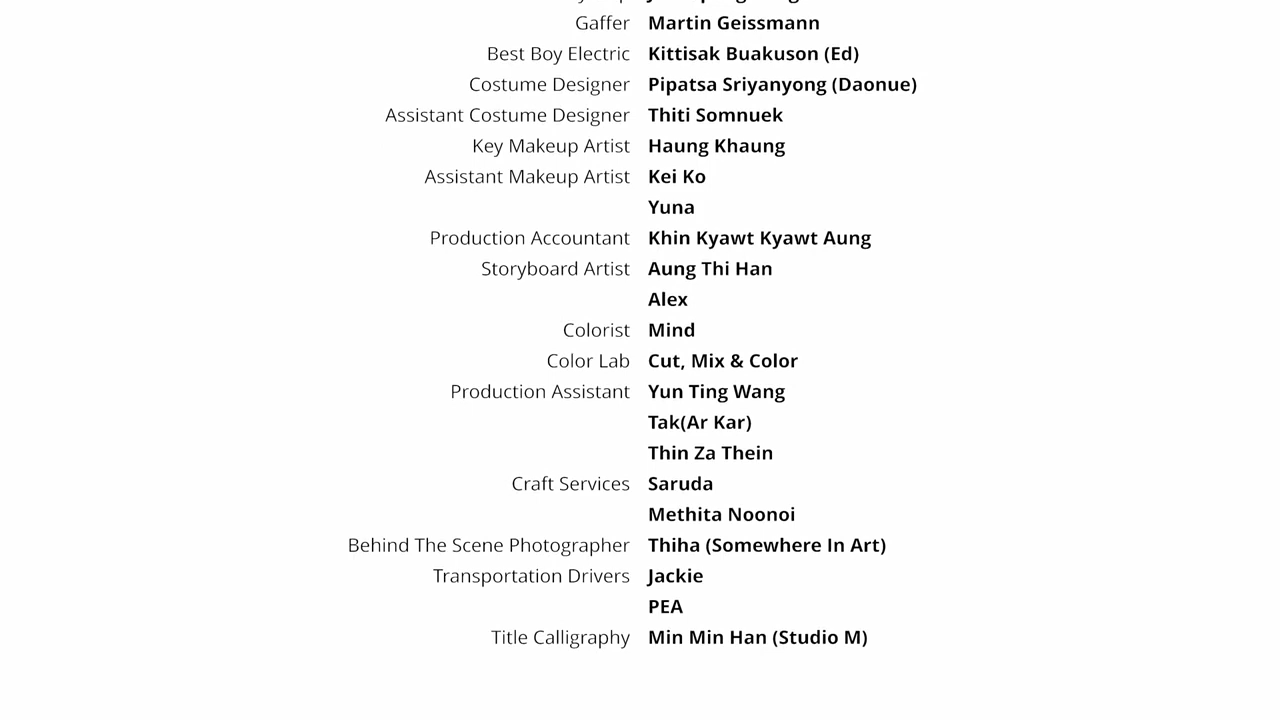 Gaffer Martin Geissmann
Best Boy Electric Kittisak Buakuson (Ed)
Costume Designer Pipatsa Sriyanyong (Daonue)
Assistant Costume Designer Thiti Somnuek
Key Makeup Artist Haung Khaung
Assistant Makeup Artist Kei Ko
Yuna
Production Accountant Khin Kyawt Kyawt Aung
Storyboard Artist Aung Thi Han
Alex
Colorist Mind
Color Lab Cut, Mix & Color
Production Assistant Yun Ting Wang
Tak(Ar Kar)
Thin Za Thein
Craft Services Saruda
Methita Noonoi
Behind The Scene Photographer Thiha (Somewhere In Art)
Transportation Drivers Jackie
PEA
Title Calligraphy Min Min Han (Studio M)